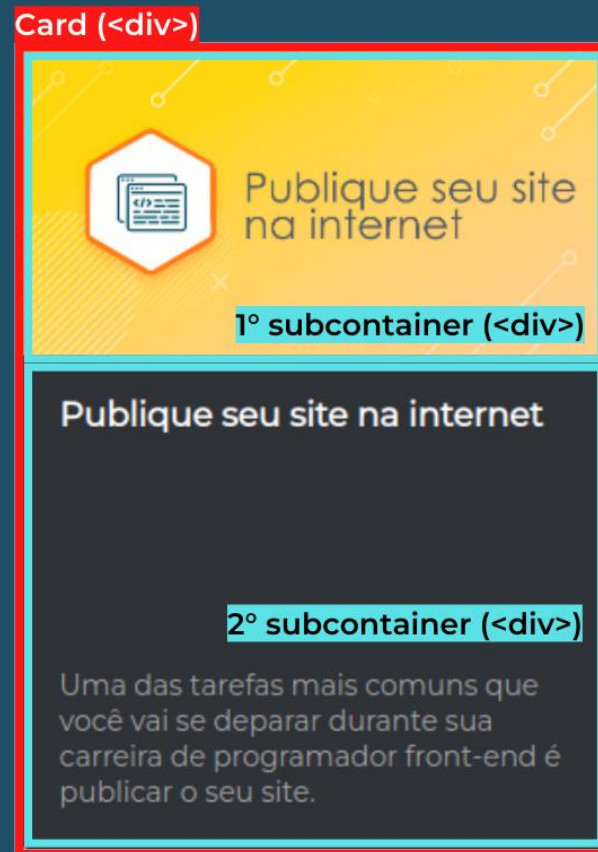 Card (<div>)
</>
Publique seu site
na internet
1° subcontainer (<div>)
Publique seu site na internet
2° subcontainer (<div>)
Uma das tarefas mais comuns que
você vai se deparar durante sua
carreira de programador front-end é
publicar o seu site.